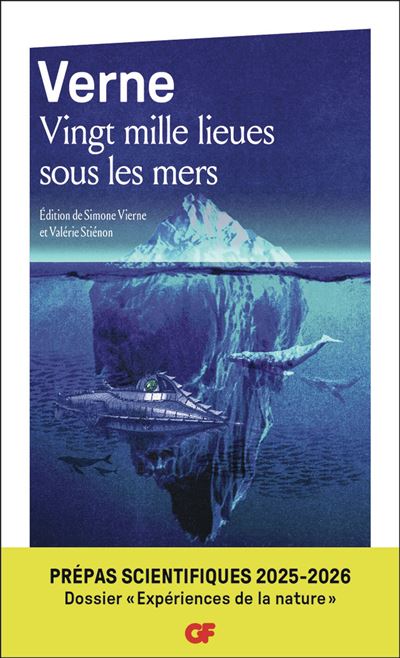 Verne
Vingt mille lieues
sous les mers
Édition de Simone Vierne
et Valérie Stiénon
PRÉPAS SCIENTIFIQUES 2025-2026
Dossier « Expériences de la nature »
GF